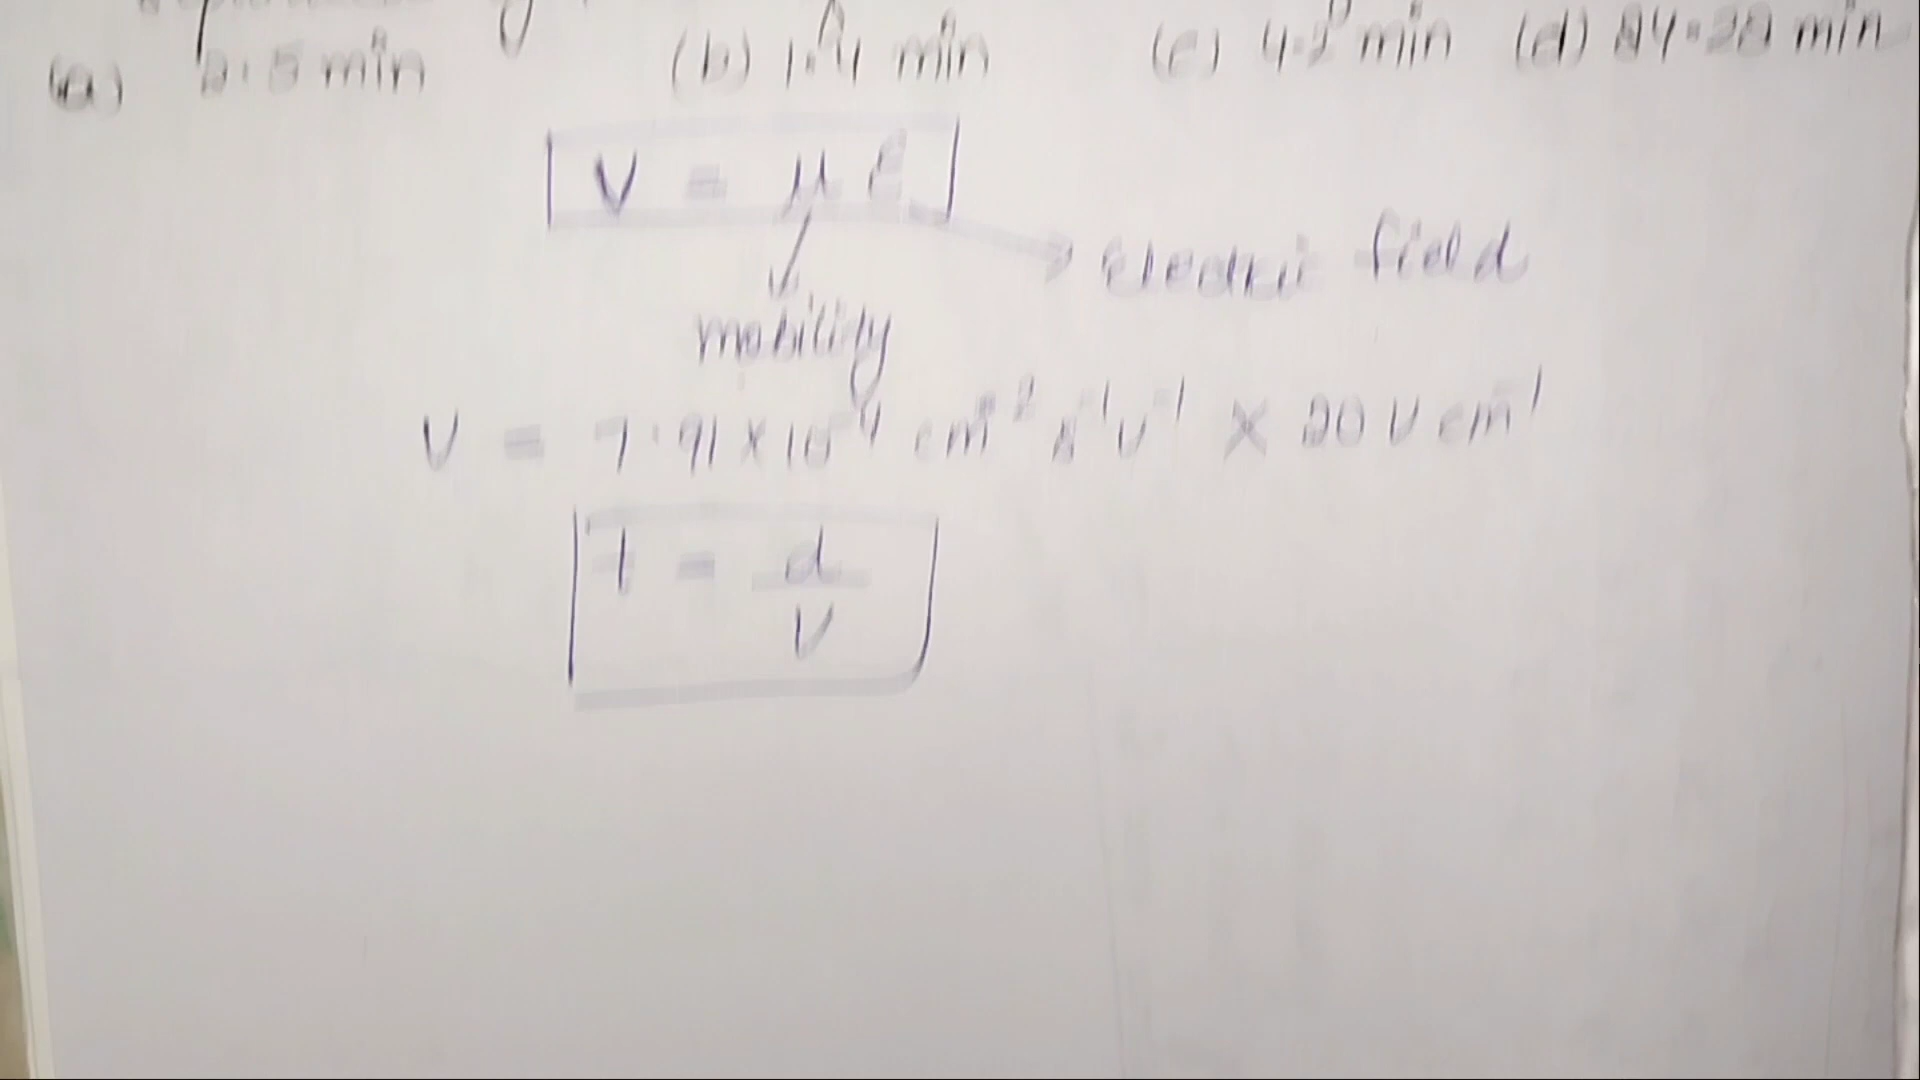 (a) 2.5 min (b) 1.4 min (c) 4.2 min (d) 24.28 min
V = μE
electric field
mobility
V = 7.91 × 10⁻⁴ cm² s⁻¹ V⁻¹ × 20 V cm⁻¹
T = d
V